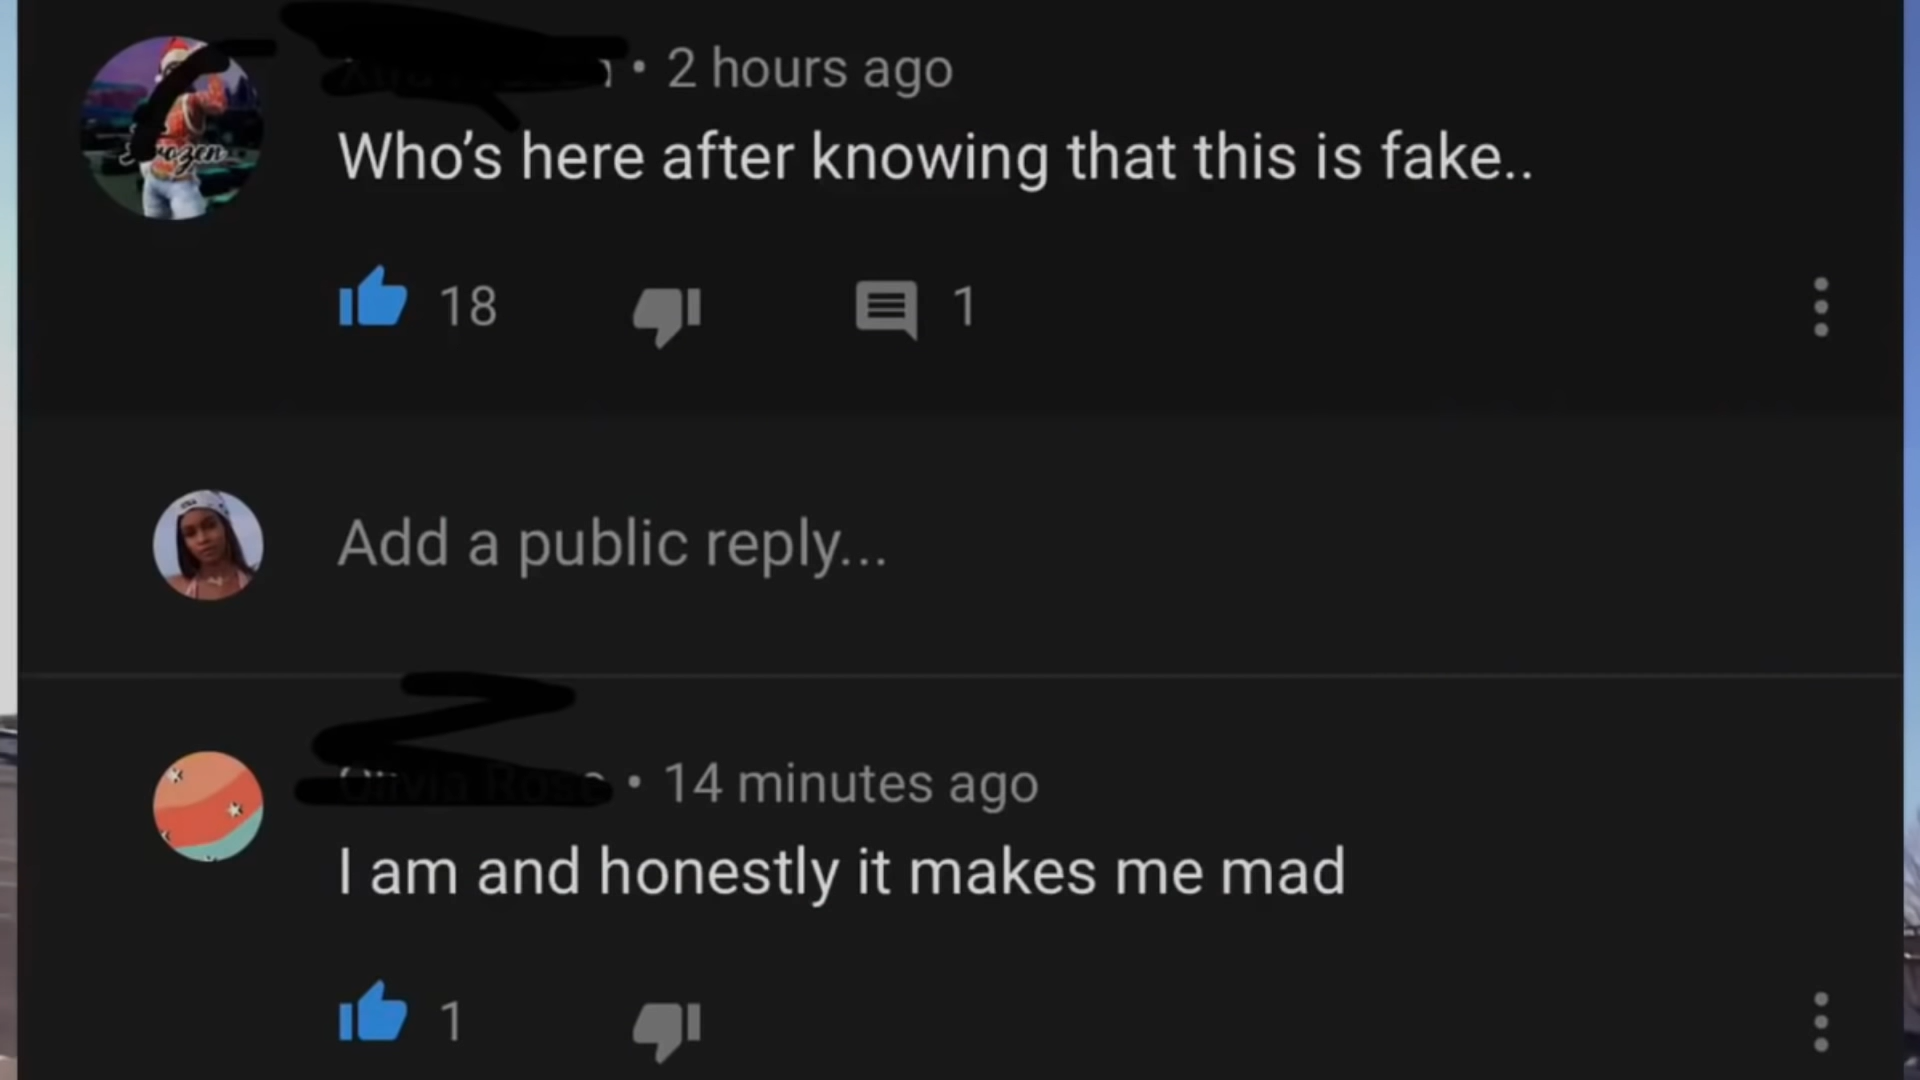 • 2 hours ago
Who's here after knowing that this is fake..
18 1
Add a public reply...
• 14 minutes ago
I am and honestly it makes me mad
1